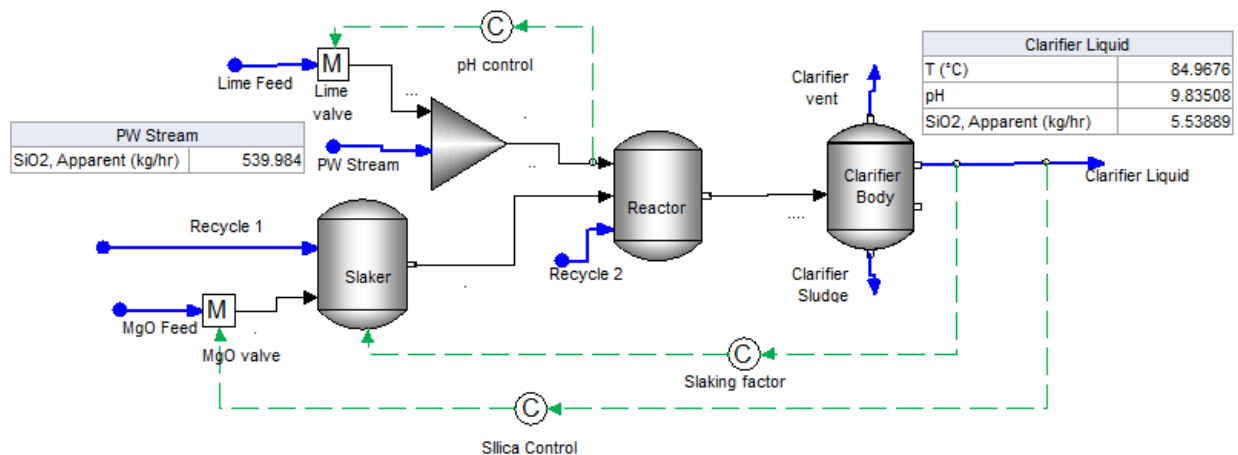 C
pH control
Lime Feed
M
Lime
valve
...
PW Stream
SiO2, Apparent (kg/hr) 539.984
PW Stream
..
Clarifier
vent
Clarifier Liquid
T (°C) 84.9676
pH 9.83508
SiO2, Apparent (kg/hr) 5.53889
Clarifier
Body
Clarifier Liquid
Reactor
....
Recycle 1
Slaker
.
Recycle 2
Clarifier
Sludge
MgO Feed
M
.
MgO valve
.
C
Slaking factor
C
SIlica Control